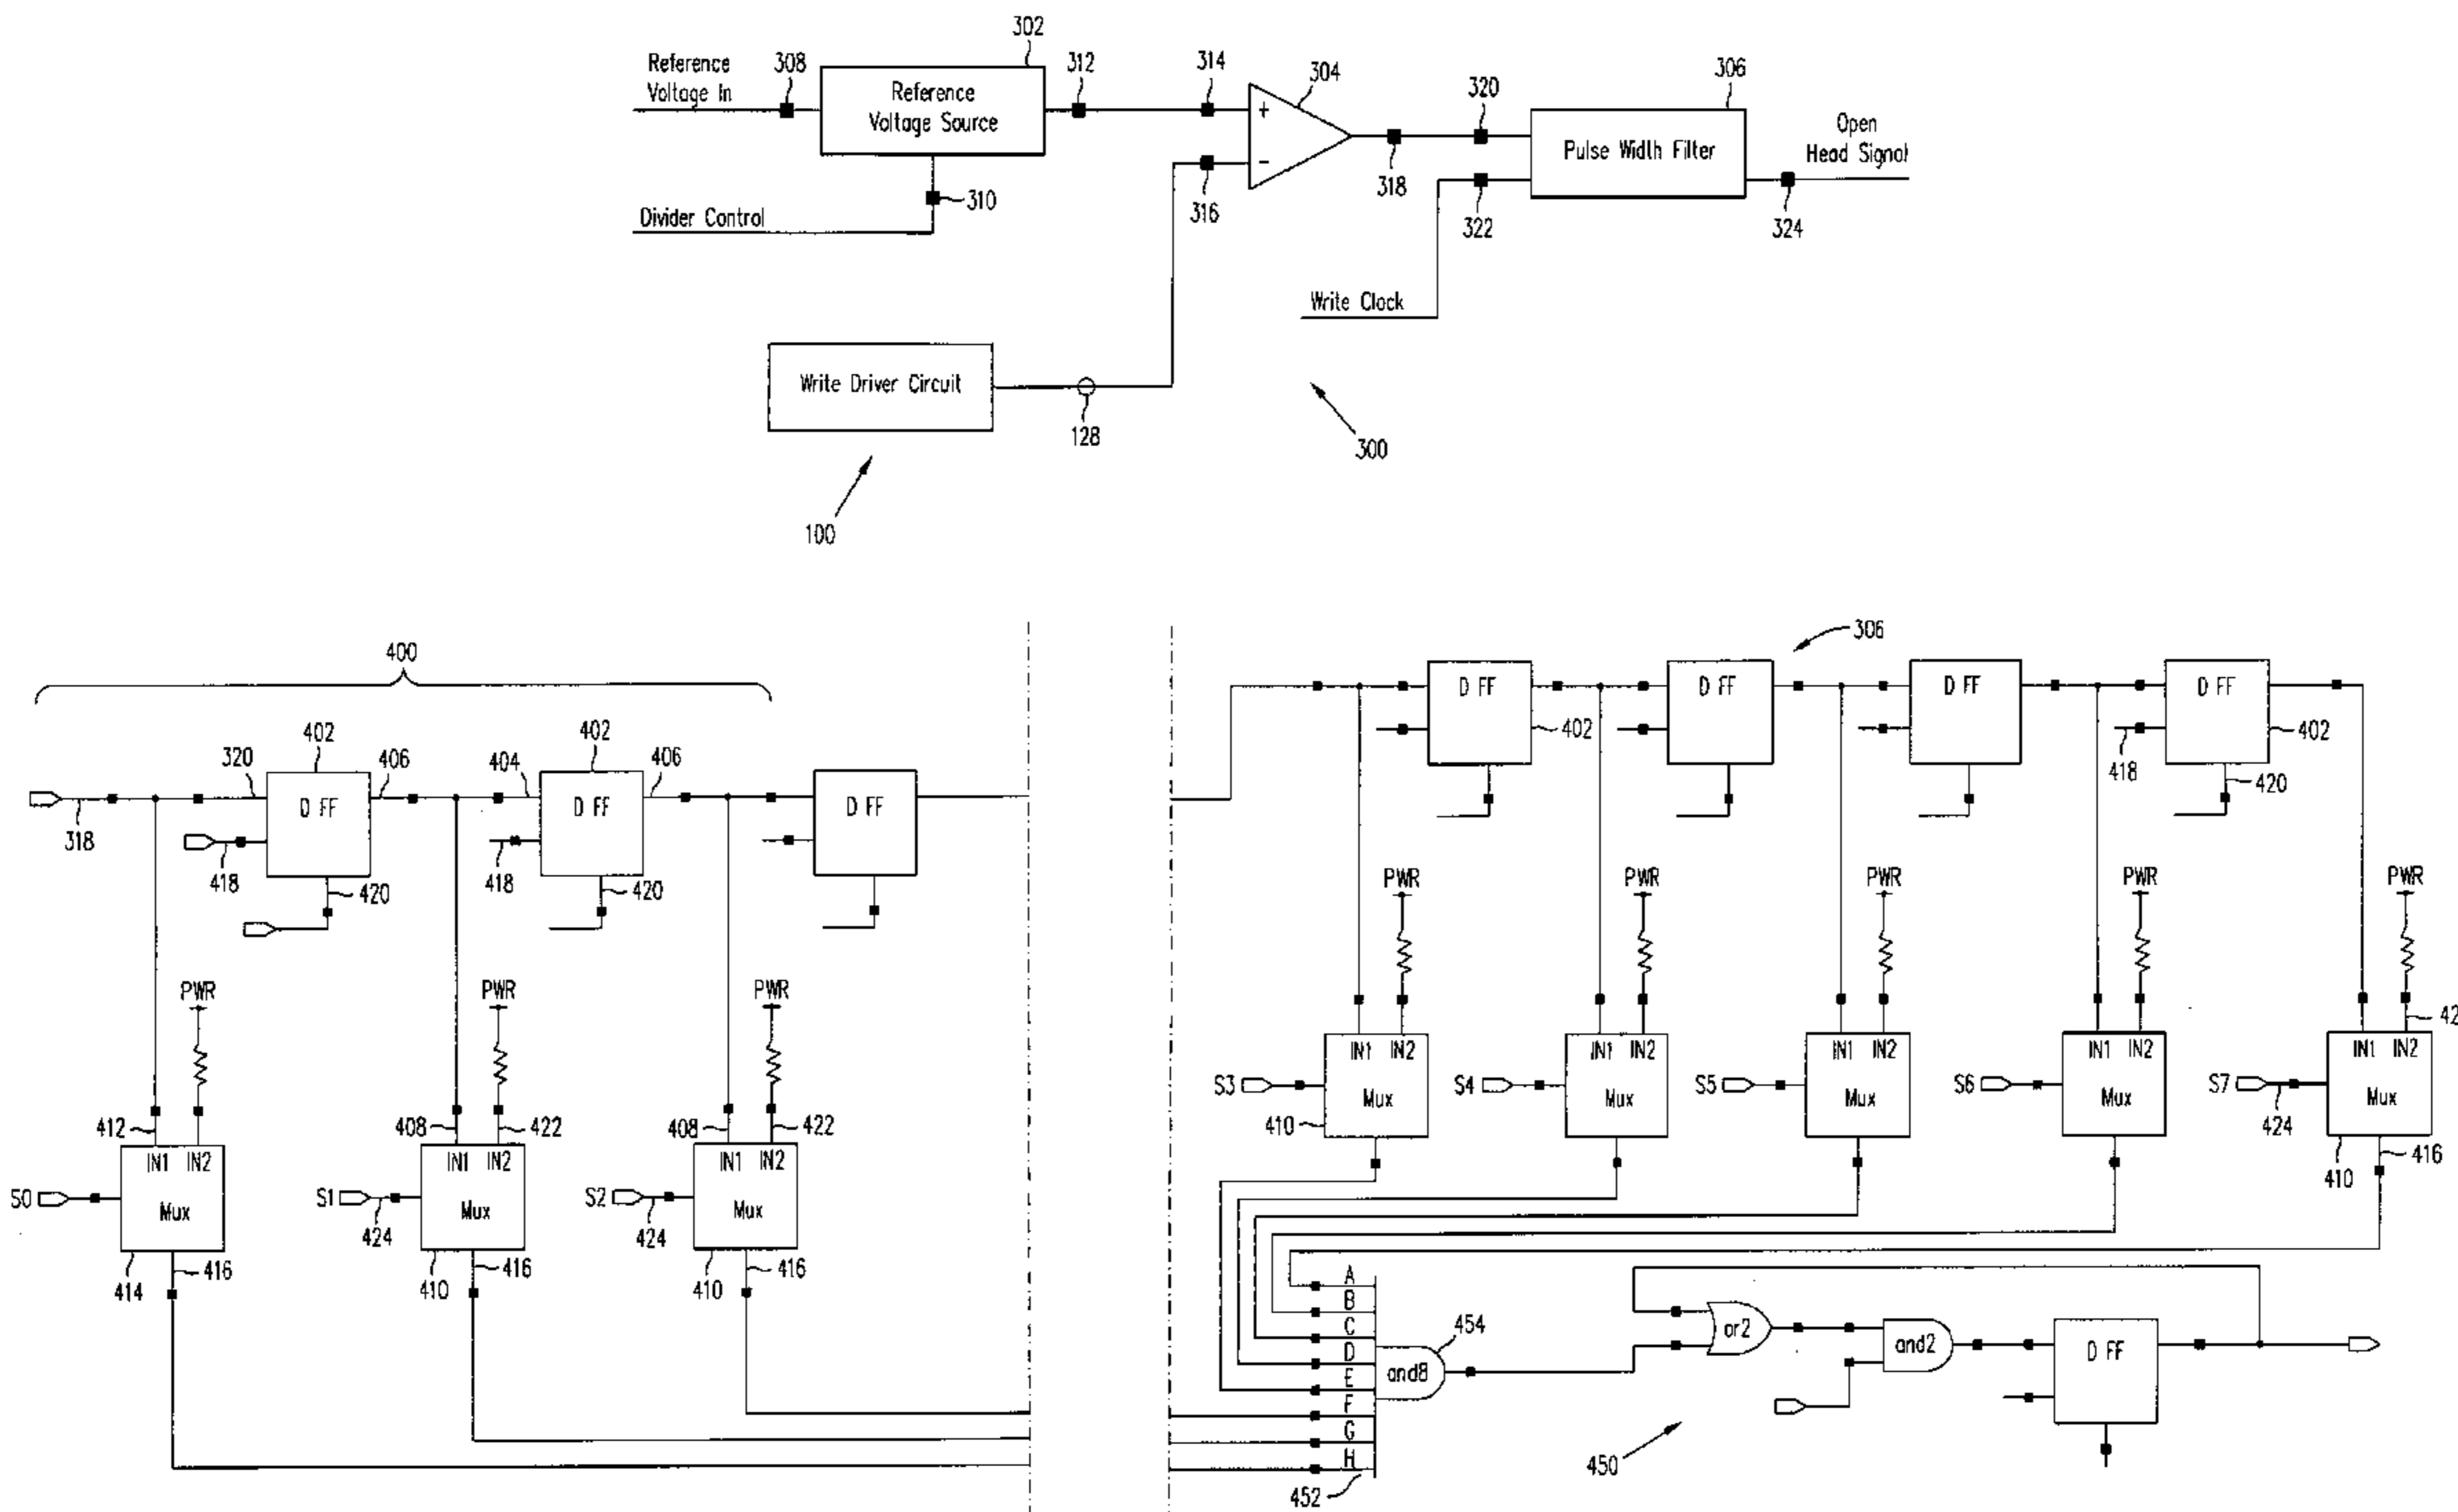 302
Reference
Voltage In
308
Reference
Voltage Source
312
314
304
+
−
320
306
Pulse Width Filter
Open
Head Signal
310
Divider Control
316
318
322
324
Write Clock
Write Driver Circuit
128
300
100
400
306
402
320
D FF
406
404
402
D FF
406
D FF
318
418
420
418
420
D FF
402
D FF
D FF
D FF
402
418
420
PWR
PWR
PWR
PWR
PWR
PWR
PWR
PWR
412
408
422
408
422
42
IN1 IN2
Mux
S0
414
416
IN1 IN2
Mux
S1
424
410
416
IN1 IN2
Mux
S2
424
410
416
IN1 IN2
Mux
S3
410
IN1 IN2
Mux
S4
IN1 IN2
Mux
S5
IN1 IN2
Mux
S6
IN1 IN2
Mux
S7
424
410
416
A
B
C
D
E
F
G
H
454
and8
or2
and2
D FF
452
450